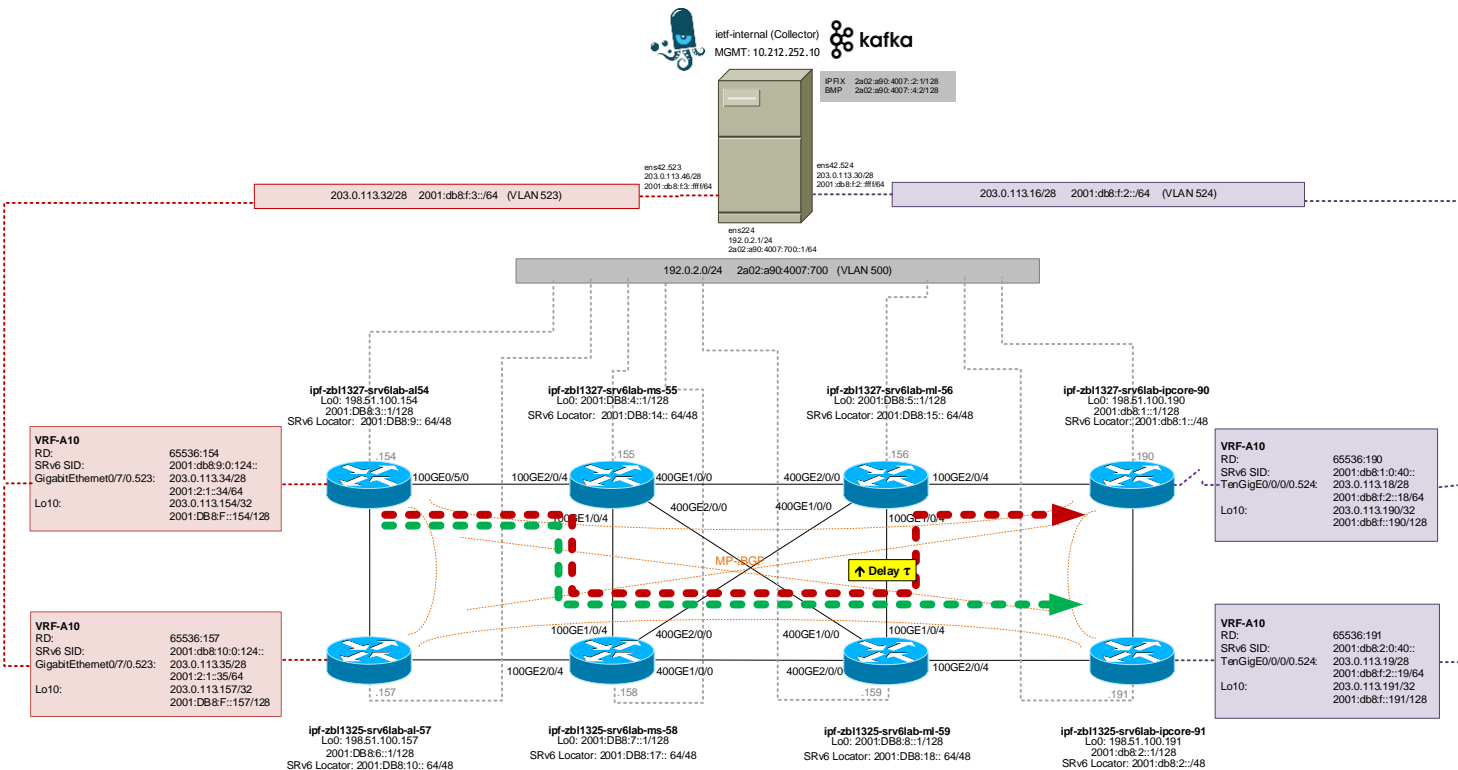 ietf-internal (Collector)
MGMT: 10.212.252.10
kafka
IPFIX 2a02:a90:4007::2:1/128
BMP 2a02:a90:4007::4:2/128
ens42.523
203.0.113.46/28
2001:db8:f:3::ffff/64
ens42.524
203.0.113.30/28
2001:db8:f:2::ffff/64
203.0.113.32/28 2001:db8:f:3::/64 (VLAN 523)
203.0.113.16/28 2001:db8:f:2::/64 (VLAN 524)
ens224
192.0.2.1/24
2a02:a90:4007:700::1/64
192.0.2.0/24 2a02:a90:4007:700 (VLAN 500)
ipf-zbl1327-srv6lab-al54
Lo0: 198.51.100.154
2001:DB8:3::1/128
SRv6 Locator: 2001:DB8:9:: 64/48
ipf-zbl1327-srv6lab-ms-55
Lo0: 2001:DB8:4::1/128
SRv6 Locator: 2001:DB8:14:: 64/48
ipf-zbl1327-srv6lab-ml-56
Lo0: 2001:DB8:5::1/128
SRv6 Locator: 2001:DB8:15:: 64/48
ipf-zbl1327-srv6lab-ipcore-90
Lo0: 198.51.100.190
2001:db8:1::1/128
SRv6 Locator: 2001:db8:1::/48
VRF-A10
RD: 65536:154
SRv6 SID: 2001:db8:9:0:124::
GigabitEthernet0/7/0.523: 203.0.113.34/28
2001:2:1::34/64
Lo10: 203.0.113.154/32
2001:DB8:F::154/128
.154
.155
.156
.190
100GE0/5/0
100GE2/0/4
400GE1/0/0
400GE2/0/0
100GE2/0/4
400GE2/0/0
400GE1/0/0
100GE1/0/4
100GE1/0/4
VRF-A10
RD: 65536:190
SRv6 SID: 2001:db8:1:0:40::
TenGigE0/0/0/0.524: 203.0.113.18/28
2001:db8:f:2::18/64
Lo10: 203.0.113.190/32
2001:db8:f::190/128
MP-iBGP
↑ Delay τ
VRF-A10
RD: 65536:157
SRv6 SID: 2001:db8:10:0:124::
GigabitEthernet0/7/0.523: 203.0.113.35/28
2001:2:1::35/64
Lo10: 203.0.113.157/32
2001:DB8:F::157/128
100GE1/0/4
400GE2/0/0
400GE1/0/0
100GE1/0/4
100GE2/0/4
400GE1/0/0
400GE2/0/0
100GE2/0/4
.157
.158
.159
.191
VRF-A10
RD: 65536:191
SRv6 SID: 2001:db8:2:0:40::
TenGigE0/0/0/0.524: 203.0.113.19/28
2001:db8:f:2::19/64
Lo10: 203.0.113.191/32
2001:db8:f::191/128
ipf-zbl1325-srv6lab-al-57
Lo0: 198.51.100.157
2001:DB8:6::1/128
SRv6 Locator: 2001:DB8:10:: 64/48
ipf-zbl1325-srv6lab-ms-58
Lo0: 2001:DB8:7::1/128
SRv6 Locator: 2001:DB8:17:: 64/48
ipf-zbl1325-srv6lab-ml-59
Lo0: 2001:DB8:8::1/128
SRv6 Locator: 2001:DB8:18:: 64/48
ipf-zbl1325-srv6lab-ipcore-91
Lo0: 198.51.100.191
2001:db8:2::1/128
SRv6 Locator: 2001:db8:2::/48